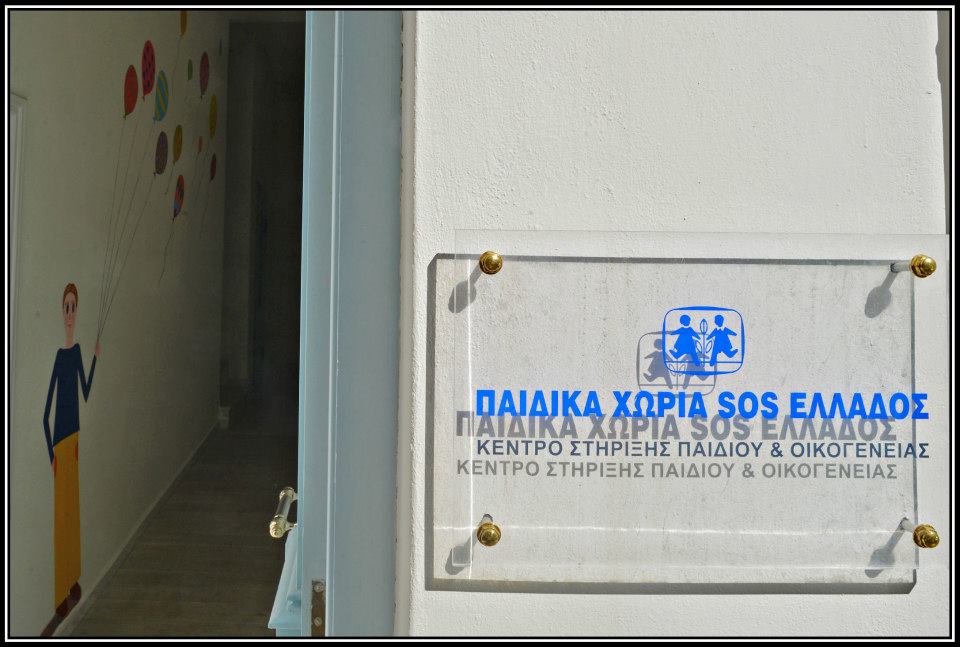 ΠΑΙΔΙΚΑ ΧΩΡΙΑ SOS ΕΛΛΑΔΟΣ
ΚΕΝΤΡΟ ΣΤΗΡΙΞΗΣ ΠΑΙΔΙΟΥ & ΟΙΚΟΓΕΝΕΙΑΣ